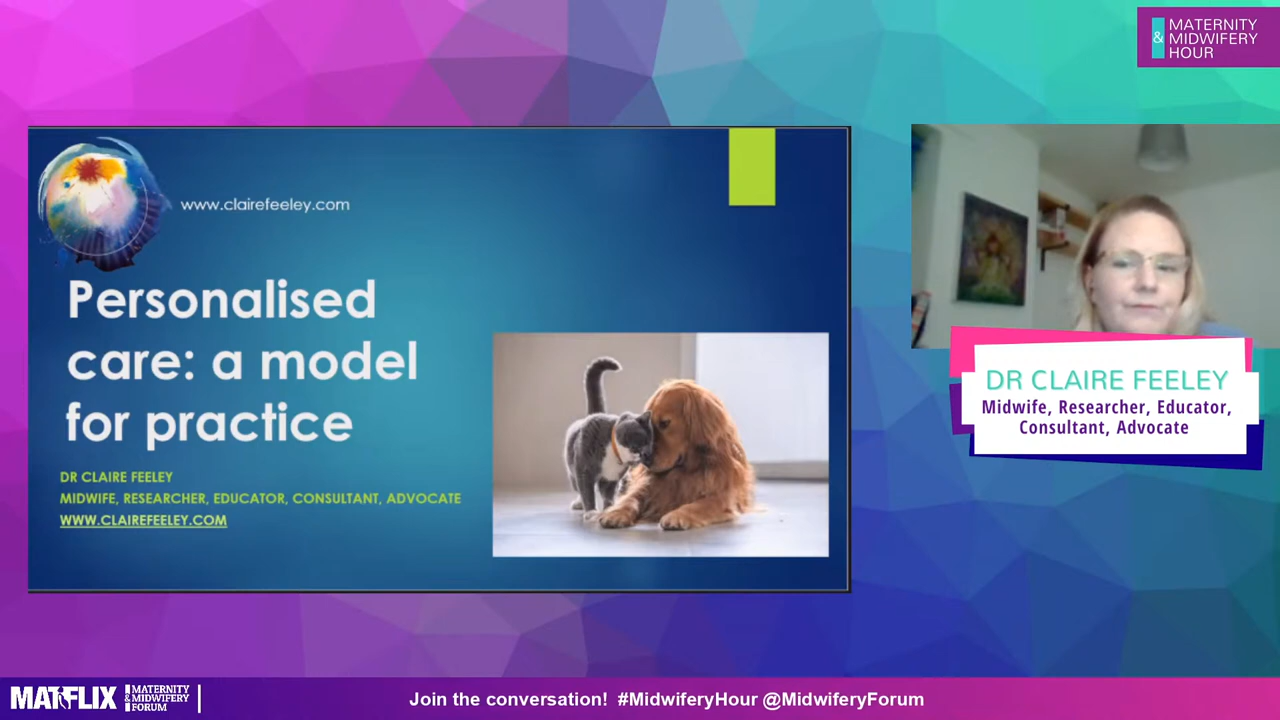 &
MATERNITY
MIDWIFERY
HOUR
www.clairefeeley.com
Personalised
care: a model
for practice
DR CLAIRE FEELEY
MIDWIFE, RESEARCHER, EDUCATOR, CONSULTANT, ADVOCATE
WWW.CLAIREFEELEY.COM
DR CLAIRE FEELEY
Midwife, Researcher, Educator,
Consultant, Advocate
MATFLIX
MATERNITY
& MIDWIFERY
FORUM
Join the conversation! #MidwiferyHour @MidwiferyForum